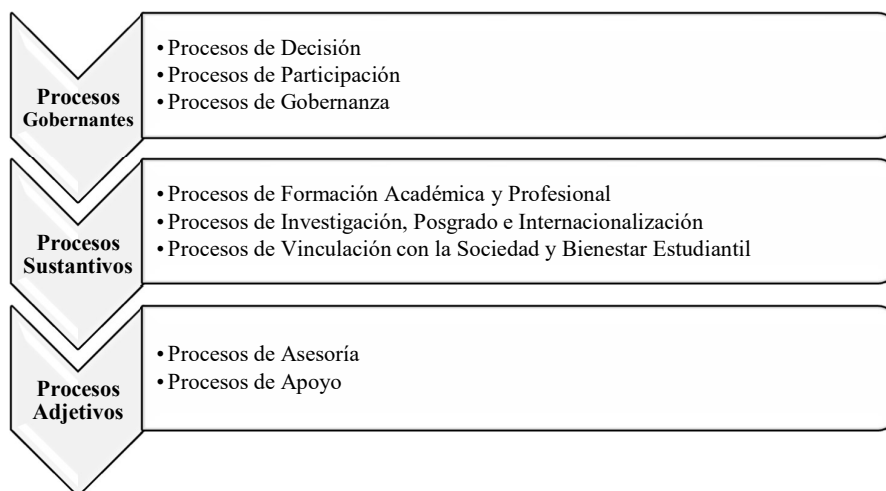 Procesos
Gobernantes
• Procesos de Decisión
• Procesos de Participación
• Procesos de Gobernanza
Procesos
Sustantivos
• Procesos de Formación Académica y Profesional
• Procesos de Investigación, Posgrado e Internacionalización
• Procesos de Vinculación con la Sociedad y Bienestar Estudiantil
Procesos
Adjetivos
• Procesos de Asesoría
• Procesos de Apoyo